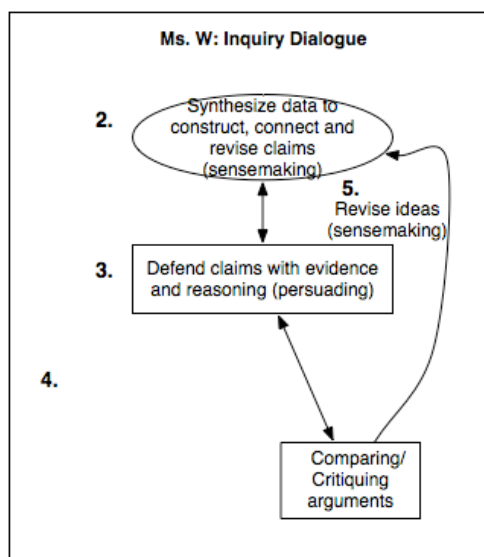 Ms. W: Inquiry Dialogue
2.
Synthesize data to
construct, connect and
revise claims
(sensemaking)
5.
Revise ideas
(sensemaking)
3.
Defend claims with evidence
and reasoning (persuading)
4.
Comparing/
Critiquing
arguments